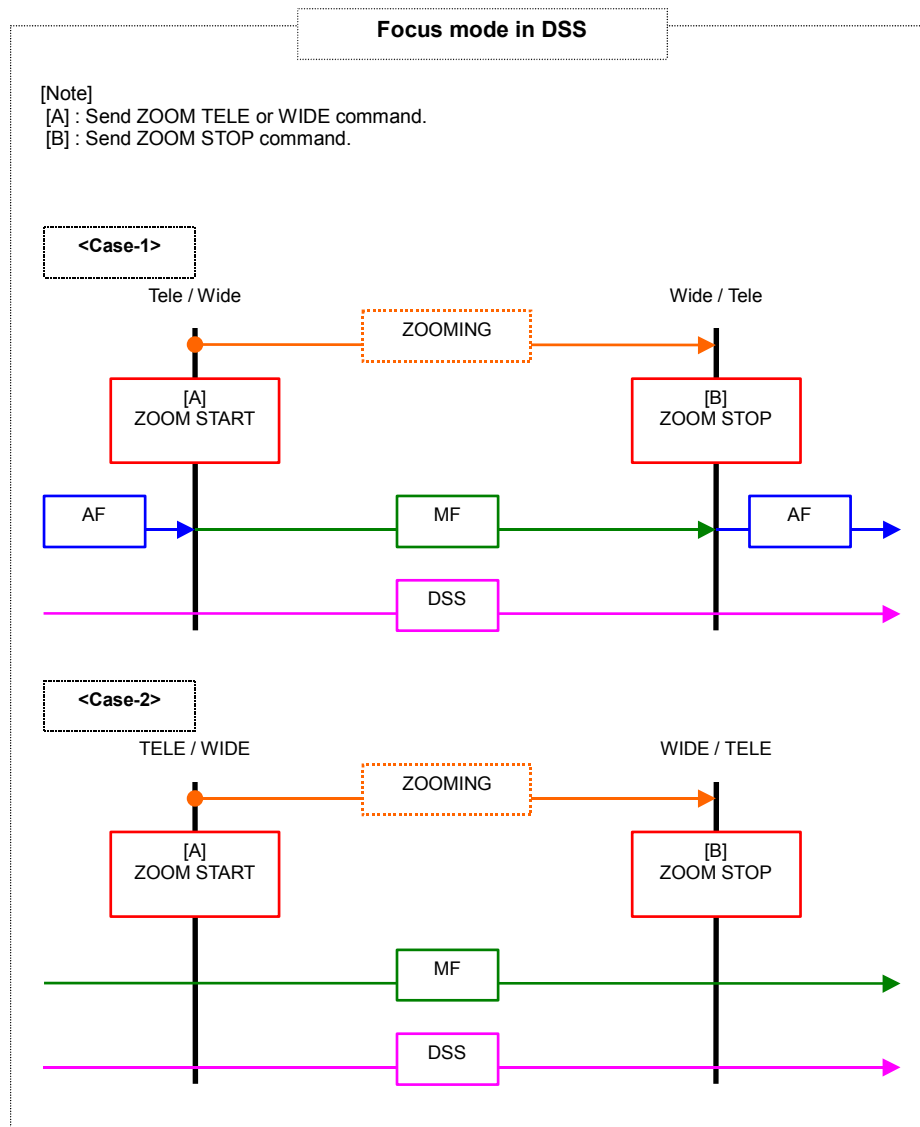 Focus mode in DSS
[Note]
[A] : Send ZOOM TELE or WIDE command.
[B] : Send ZOOM STOP command.
<Case-1>
Tele / Wide
Wide / Tele
ZOOMING
[A]
ZOOM START
[B]
ZOOM STOP
AF
MF
AF
DSS
<Case-2>
TELE / WIDE
WIDE / TELE
ZOOMING
[A]
ZOOM START
[B]
ZOOM STOP
MF
DSS